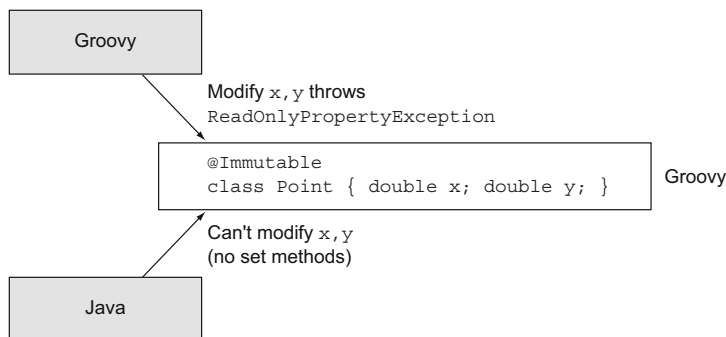 Groovy
Modify x,y throws
ReadOnlyPropertyException
@Immutable
class Point { double x; double y; }
Groovy
Can't modify x,y
(no set methods)
Java